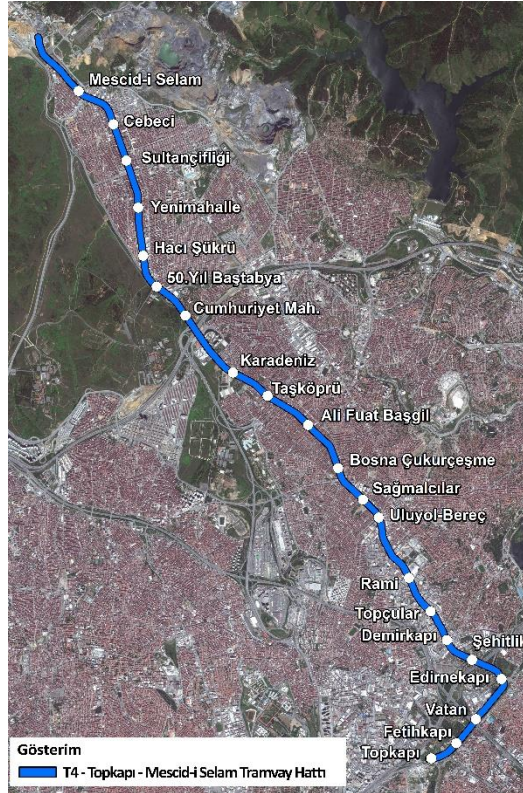 Mescid-i Selam
Cebeci
Sultançifliği
Yenimahalle
Hacı Şükrü
50.Yıl Baştabya
Cumhuriyet Mah.
Karadeniz
Taşköprü
Ali Fuat Başgil
Bosna Çukurçeşme
Sağmalcılar
Uluyol-Bereç
Rami
Topçular
Demirkapı
Şehitlik
Edirnekapı
Vatan
Fetihkapı
Topkapı
Gösterim
T4 - Topkapı - Mescid-i Selam Tramvay Hattı